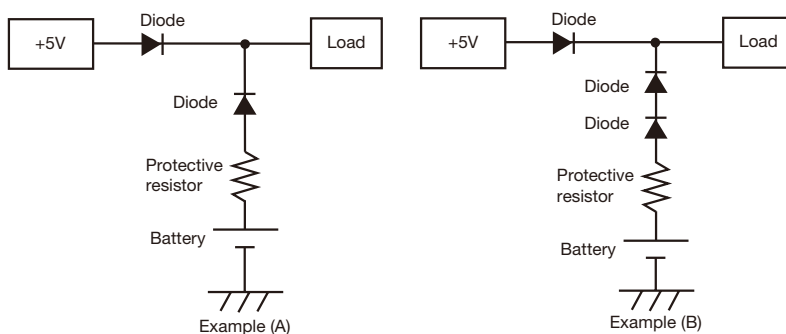 Diode
+5V
Load
Diode
Protective
resistor
Battery
Example (A)
Diode
+5V
Load
Diode
Diode
Protective
resistor
Battery
Example (B)